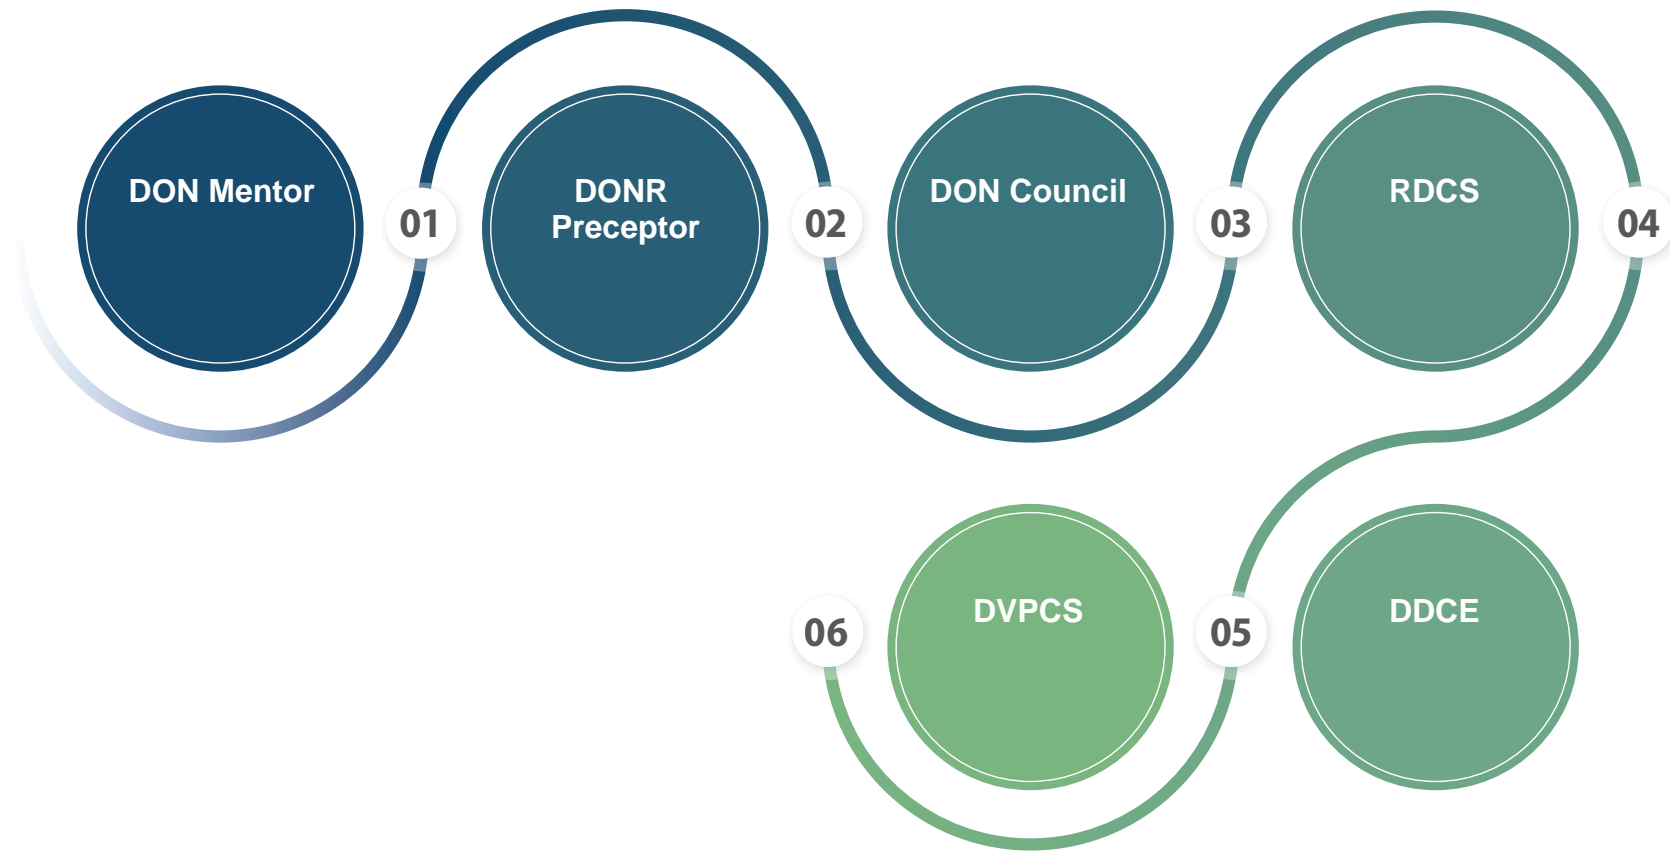 DON Mentor
01
DONR
Preceptor
02
DON Council
03
RDCS
04
DDCE
05
DVPCS
06